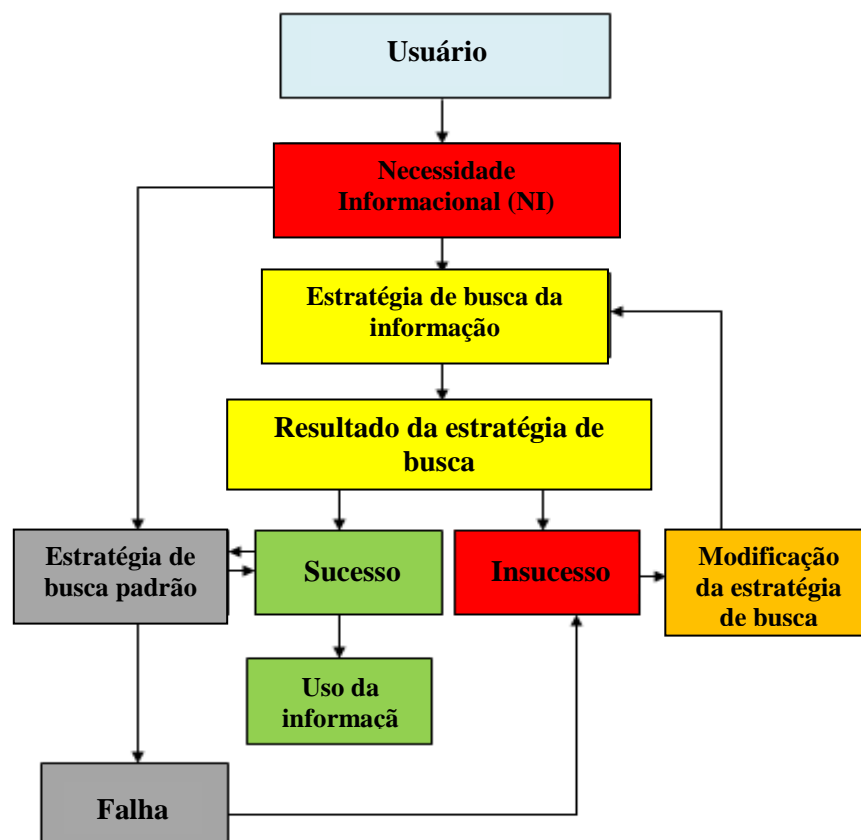 Usuário
Necessidade
Informacional (NI)
Estratégia de busca da
informação
Resultado da estratégia de
busca
Estratégia de
busca padrão
Sucesso
Insucesso
Modificação
da estratégia
de busca
Uso da
informaçã
Falha